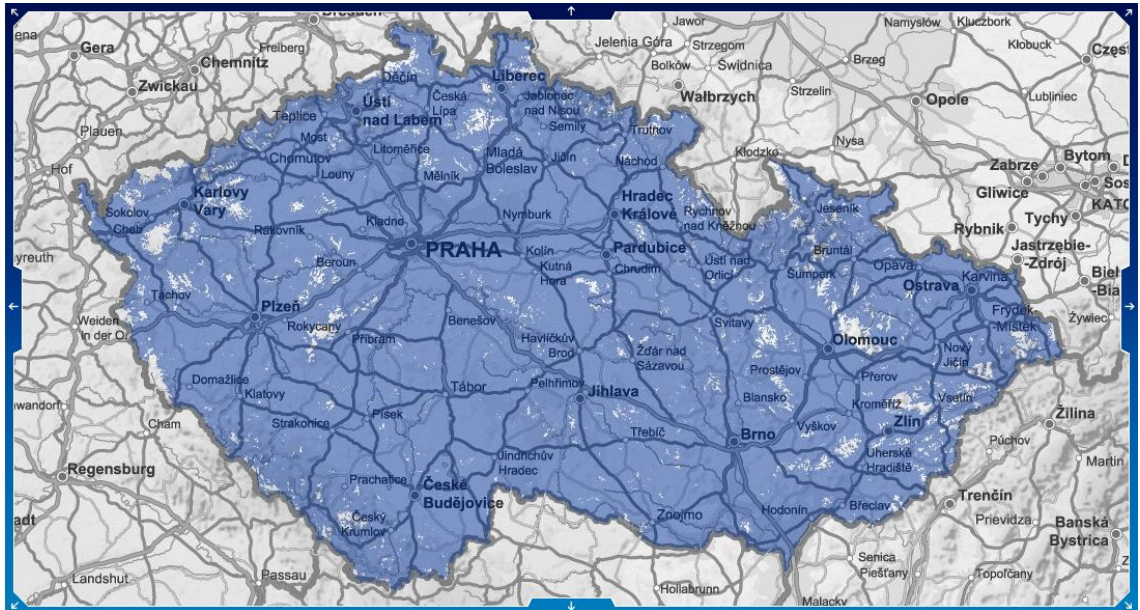 Dresden
Jawor
Namysłów
Kluczbork
Gera
Freiberg
Jelenia Góra
Strzegom
Kłobuck
Chemnitz
Bolków
Świdnica
Brzeg
Częst
Zwickau
Děčín
Liberec
Wałbrzych
Strzelin
Opole
Lubliniec
Ústí
nad Labem
Česká
Lípa
Jablonec
nad Nisou
Teplice
Plauen
Most
Litoměřice
Semily
Trutnov
Nysa
Hof
Chomutov
Mladá
Boleslav
Jičín
Náchod
Kłodzko
Zabrze
Bytom
Louny
Mělník
Gliwice
Sos
KATO
Karlovy
Vary
Hradec
Králové
Sokolov
Cheb
Kladno
Nymburk
Rychnov
nad Kněžnou
Jeseník
Tychy
Rakovník
PRAHA
Kolín
Pardubice
Bruntál
Rybnik
Jastrzębie
-Zdrój
ayreuth
Beroun
Kutná
Hora
Chrudim
Ústí nad
Orlicí
Šumperk
Opava
Karviná
Biel
-Bia
Tachov
Plzeň
Ostrava
Frýdek
-Místek
Weiden
in der O.
Rokycany
Benešov
Svitavy
Żywiec
Příbram
Havlíčkův
Brod
Žďár nad
Sázavou
Olomouc
Nový
Jičín
Domažlice
Prostějov
Přerov
Klatovy
Tábor
Pelhřimov
Jihlava
Blansko
Kroměříž
Vsetín
wandorf
Cham
Strakonice
Písek
Třebíč
Brno
Vyškov
Zlín
Žilina
Púchov
Regensburg
Jindřichův
Hradec
Uherské
Hradiště
Martin
Prachatice
České
Budějovice
Trenčín
Český
Krumlov
Znojmo
Hodonín
Břeclav
Prievidza
Banská
Bystrica
adt
Landshut
Passau
Hollabrunn
Senica
Piešťany
Topoľčany
Malacky